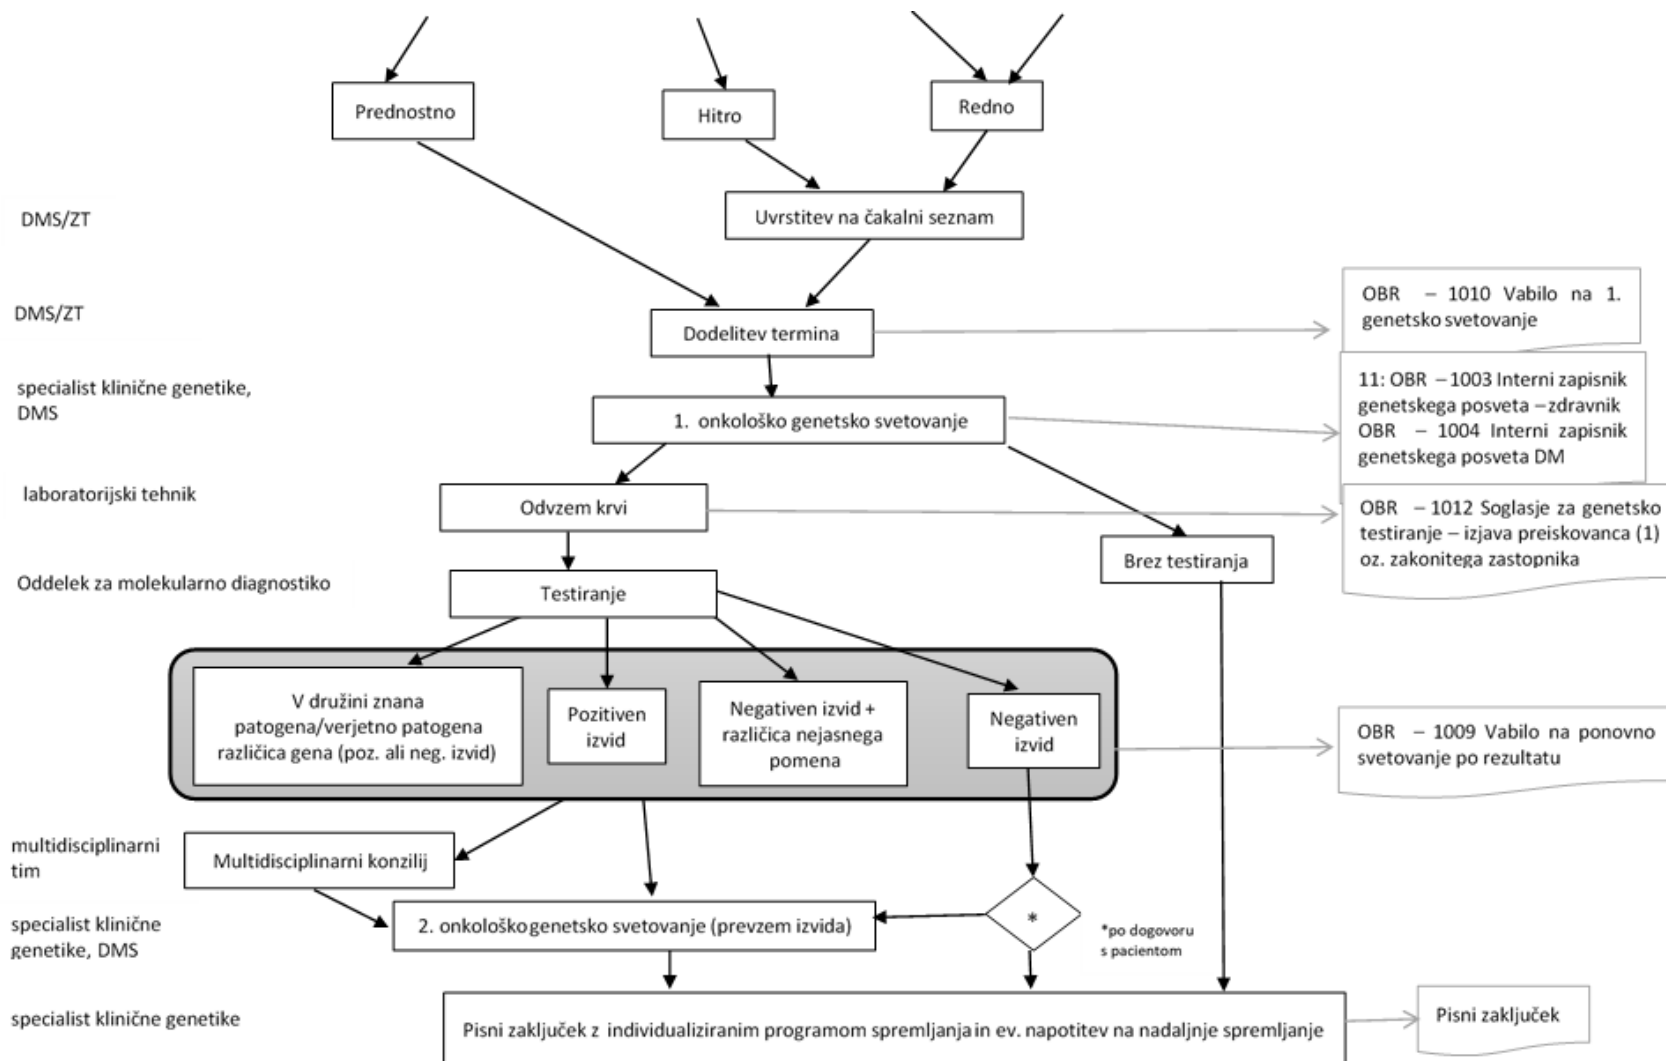 Prednostno
Hitro
Redno
DMS/ZT
Uvrstitev na čakalni seznam
DMS/ZT
Dodelitev termina
OBR – 1010 Vabilo na 1.
genetsko svetovanje
specialist klinične genetike,
DMS
1. onkološko genetsko svetovanje
11: OBR – 1003 Interni zapisnik
genetskega posveta – zdravnik
OBR – 1004 Interni zapisnik
genetskega posveta DM
laboratorijski tehnik
Odvzem krvi
OBR – 1012 Soglasje za genetsko
testiranje – izjava preiskovanca (1)
oz. zakonitega zastopnika
Brez testiranja
Oddelek za molekularno diagnostiko
Testiranje
V družini znana
patogena/verjetno patogena
različica gena (poz. ali neg. izvid)
Pozitiven
izvid
Negativen izvid +
različica nejasnega
pomena
Negativen
izvid
OBR – 1009 Vabilo na ponovno
svetovanje po rezultatu
multidisciplinarni
tim
Multidisciplinarni konzilij
specialist klinične
genetike, DMS
2. onkološko genetsko svetovanje (prevzem izvida)
*
*po dogovoru
s pacientom
specialist klinične genetike
Pisni zaključek z individualiziranim programom spremljanja in ev. napotitev na nadaljnje spremljanje
Pisni zaključek